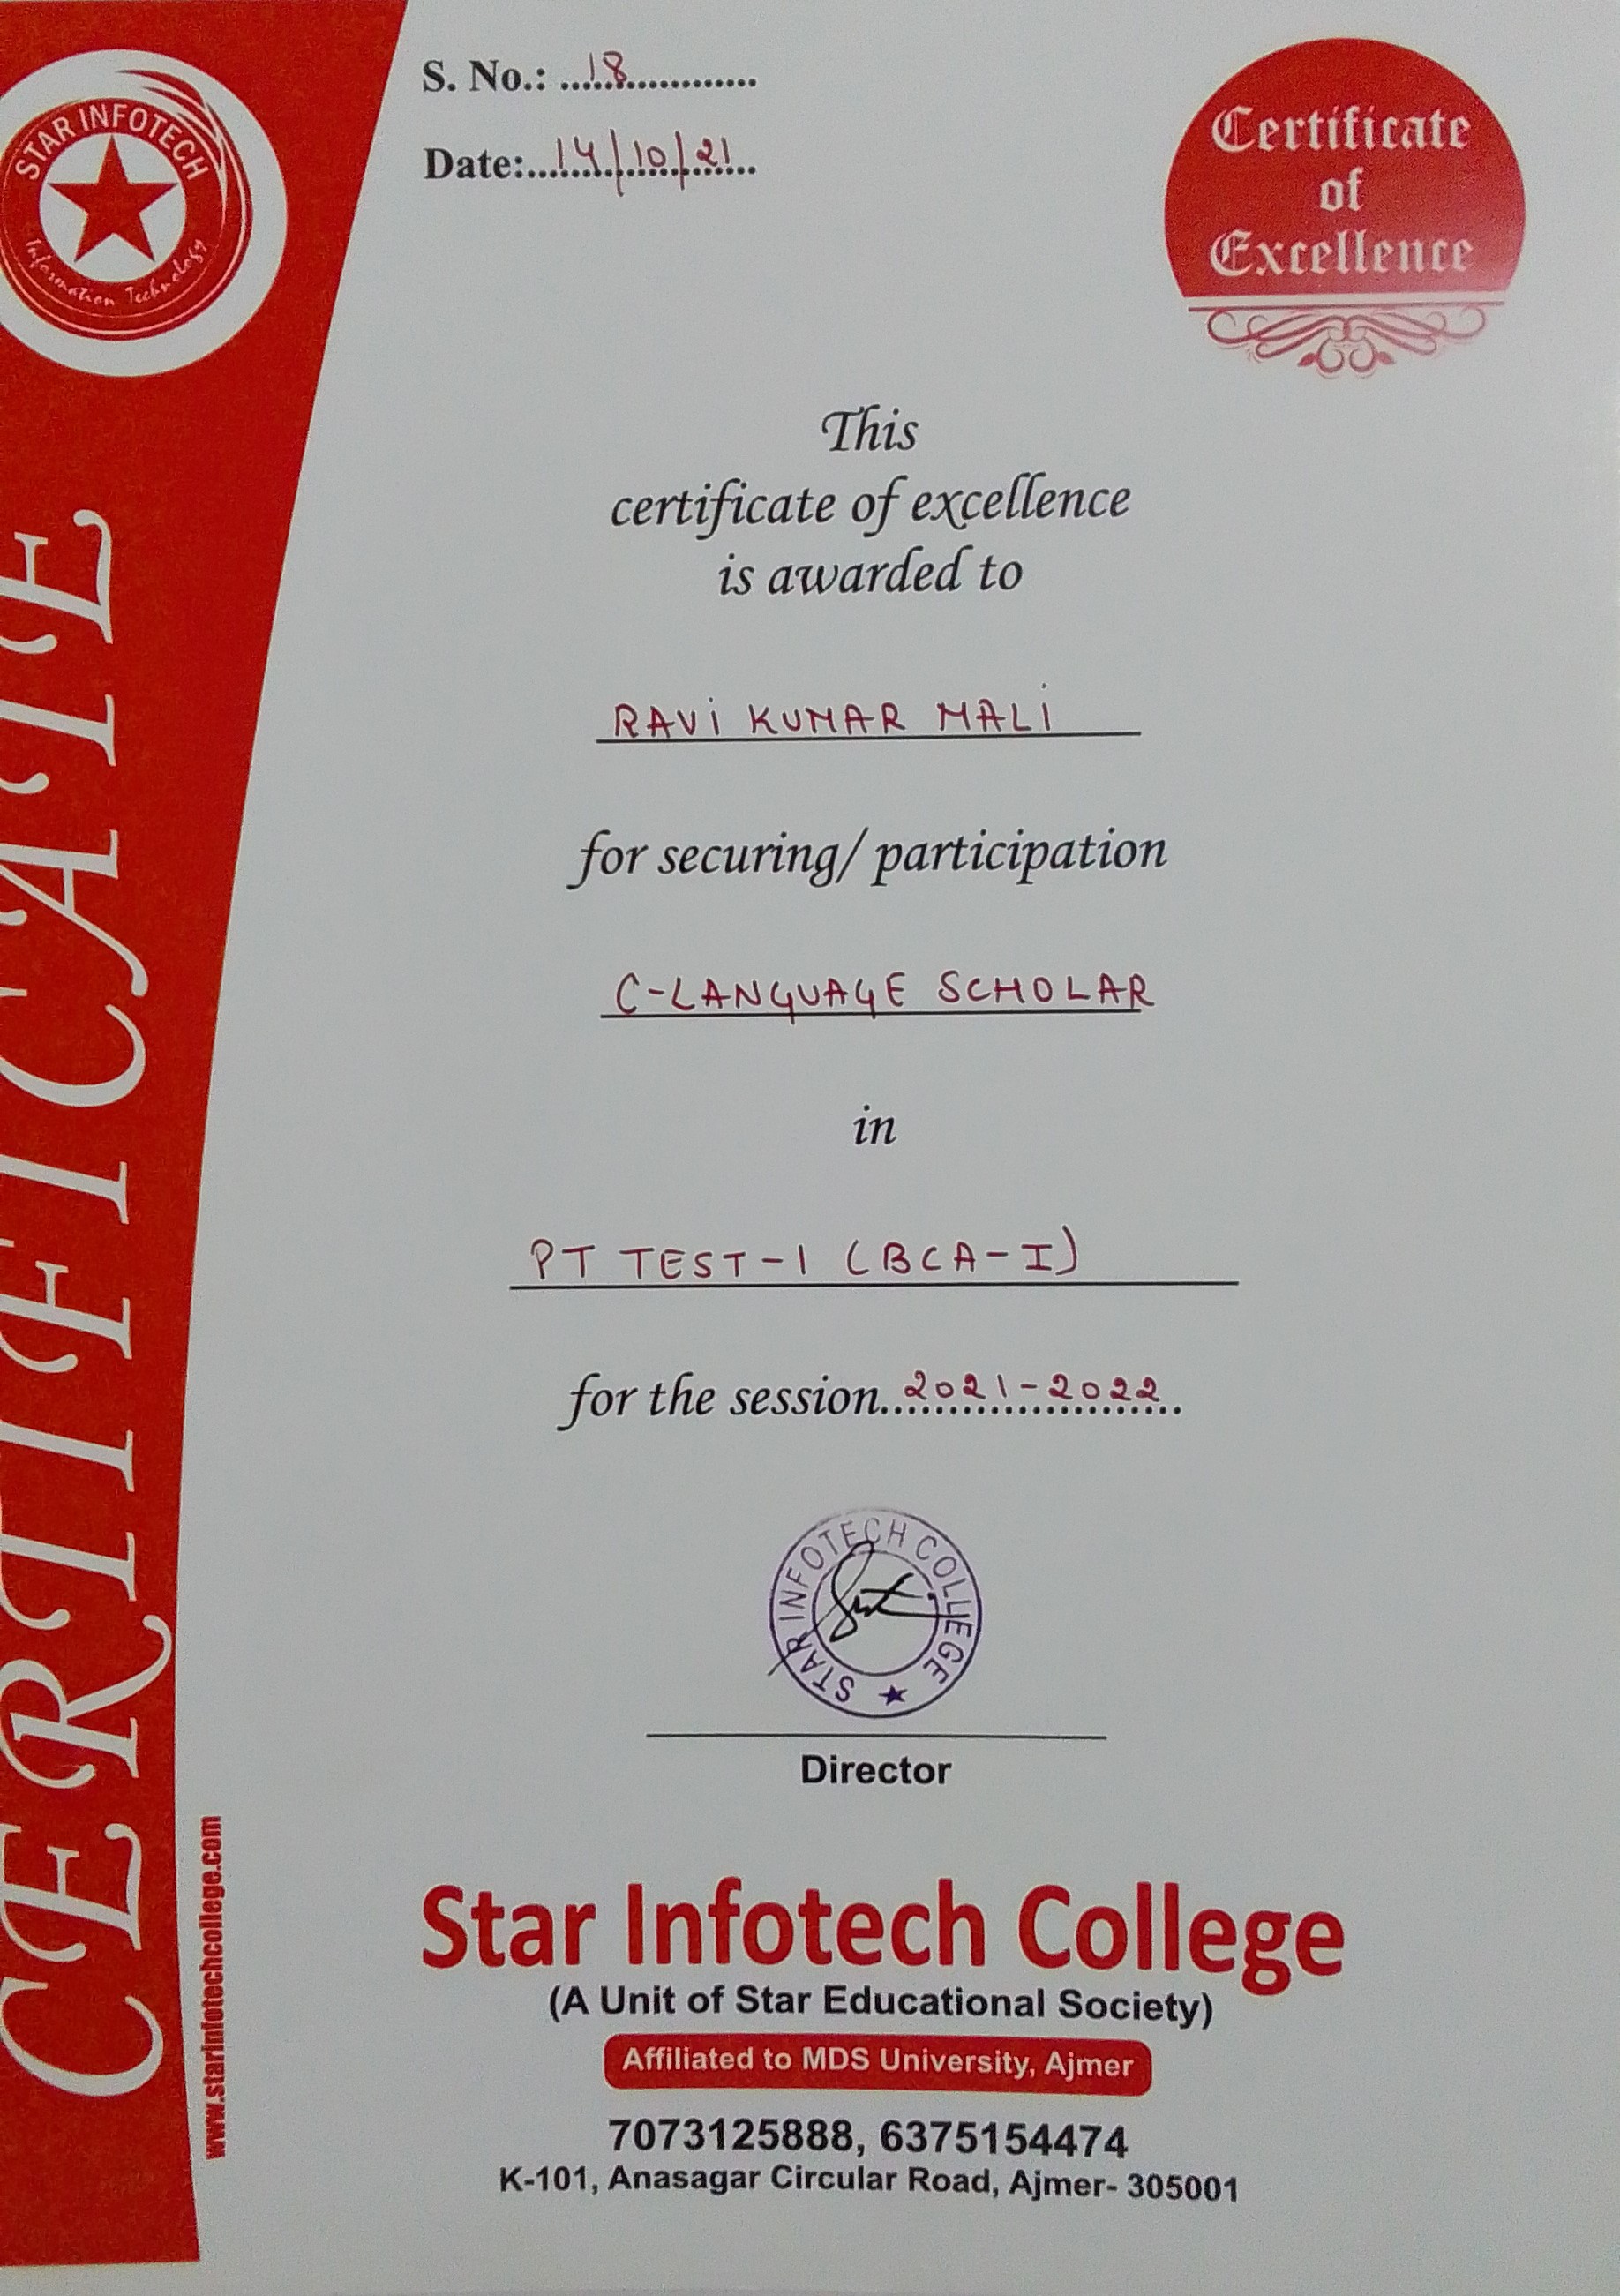 STAR INFOTECH
Information Technology
S. No.: ....18..............
Date:......14/10/21..
Certificate
of
Excellence
This
certificate of excellence
is awarded to
RAVi KUMAR MALI
for securing/ participation
C-LANGUAGE SCHOLAR
in
PT TEST-1 (BCA-I)
for the session..2021-2022..
STAR INFOTECH COLLEGE
Director
CERTIFICATE
www.starinfotechcollege.com
Star Infotech College
(A Unit of Star Educational Society)
Affiliated to MDS University, Ajmer
7073125888, 6375154474
K-101, Anasagar Circular Road, Ajmer- 305001